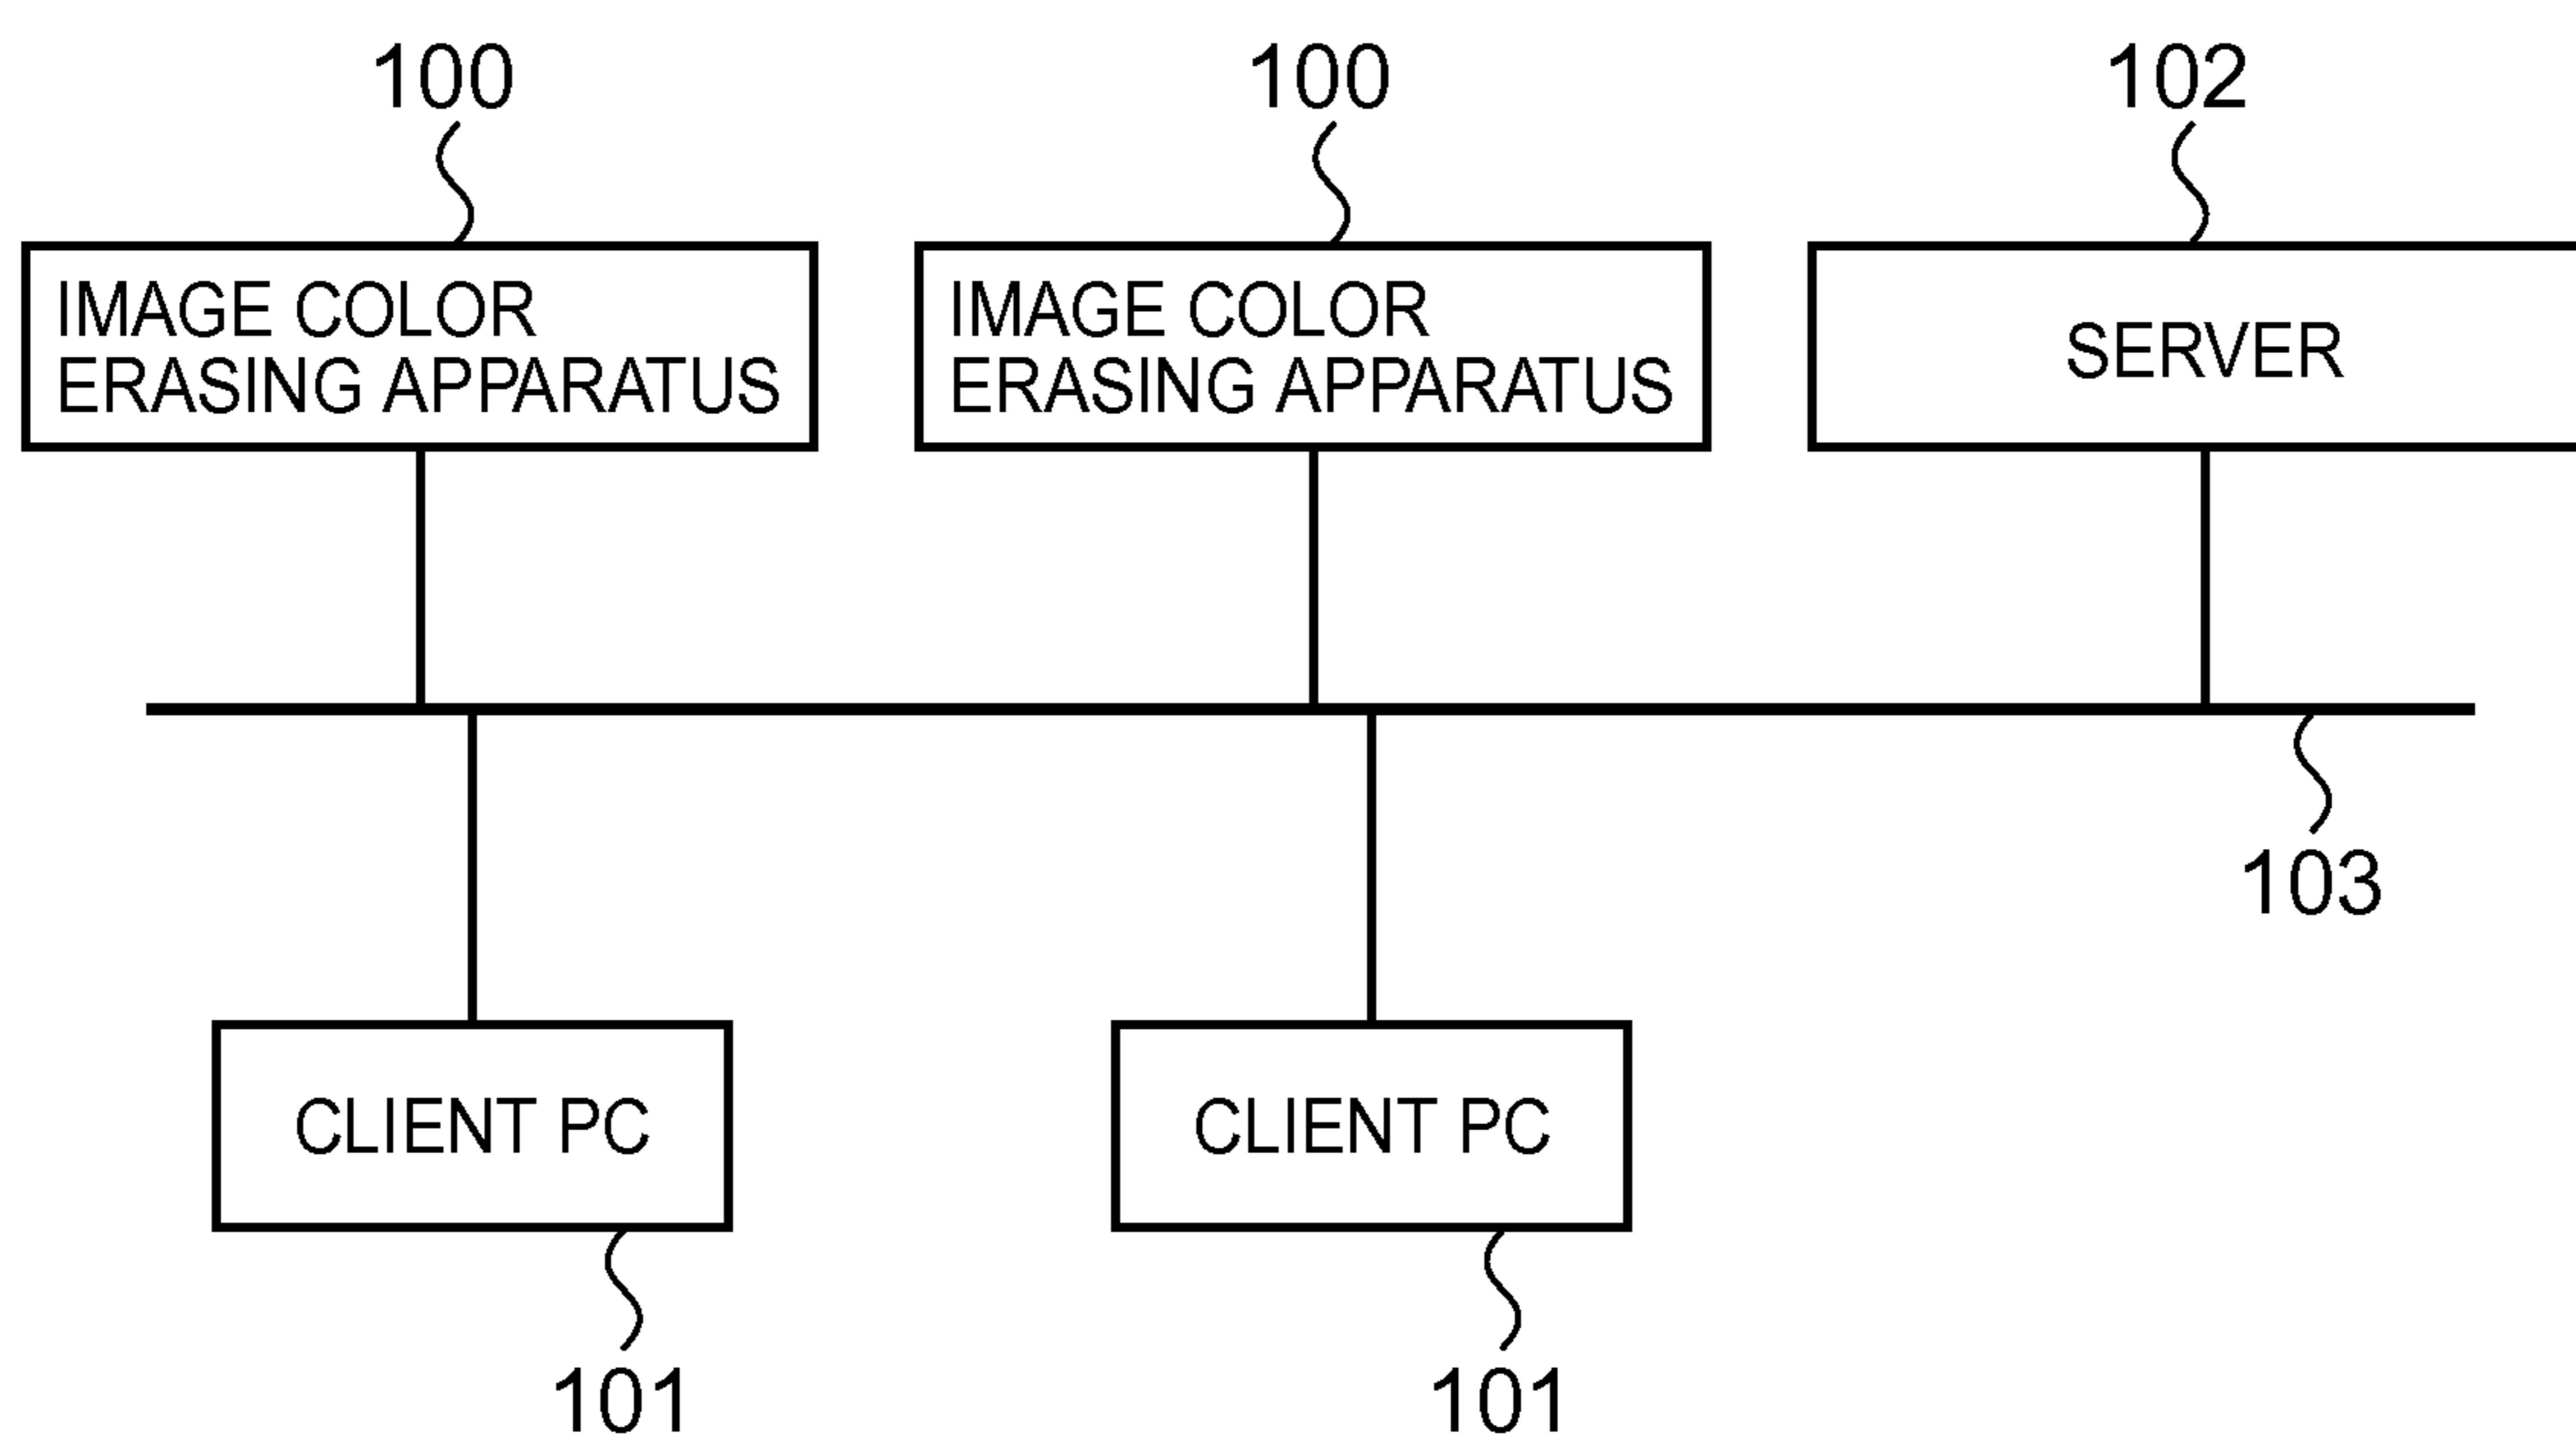 100
100
102
IMAGE COLOR
ERASING APPARATUS
IMAGE COLOR
ERASING APPARATUS
SERVER
103
CLIENT PC
CLIENT PC
101
101